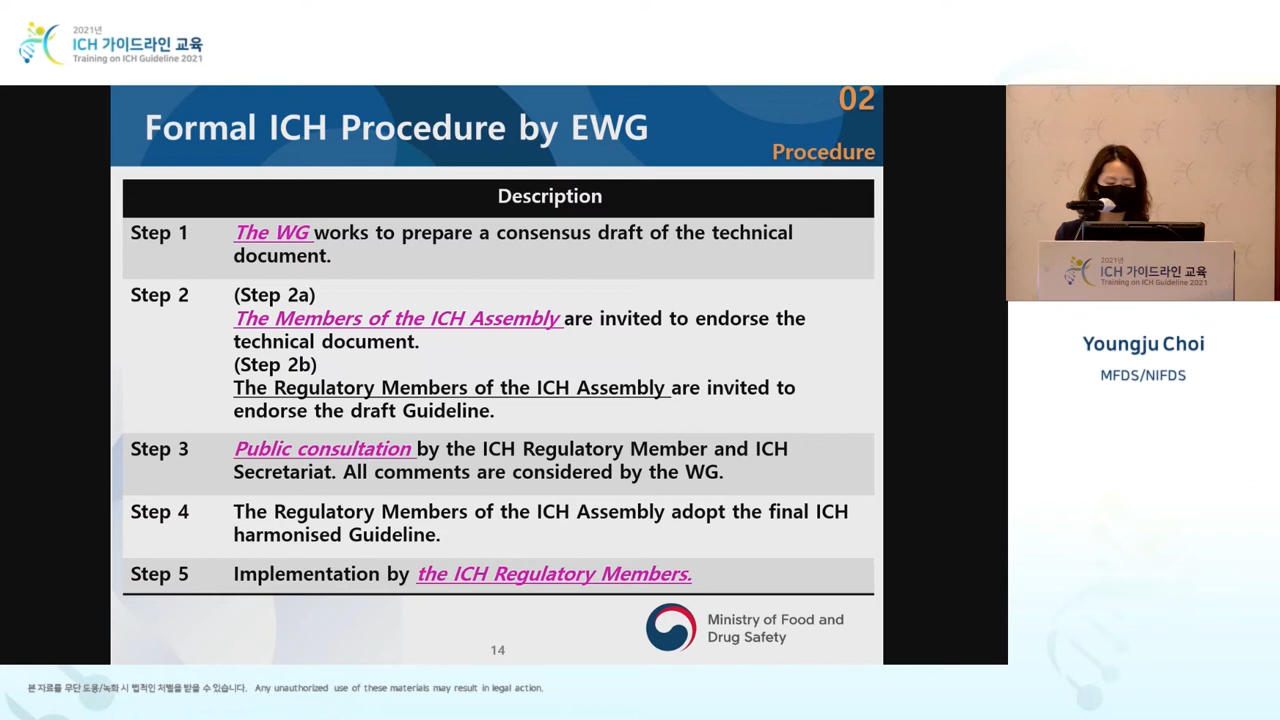 2021년
ICH 가이드라인 교육
Training on ICH Guideline 2021
02
Formal ICH Procedure by EWG
Procedure
Description
Step 1
The WG works to prepare a consensus draft of the technical
document.
Step 2
(Step 2a)
The Members of the ICH Assembly are invited to endorse the
technical document.
(Step 2b)
The Regulatory Members of the ICH Assembly are invited to
endorse the draft Guideline.
Step 3
Public consultation by the ICH Regulatory Member and ICH
Secretariat. All comments are considered by the WG.
Step 4
The Regulatory Members of the ICH Assembly adopt the final ICH
harmonised Guideline.
Step 5
Implementation by the ICH Regulatory Members.
Ministry of Food and
Drug Safety
14
2021년
ICH 가이드라인 교육
Training on ICH Guideline 2021
Youngju Choi
MFDS/NIFDS
본 자료를 무단 도용/녹화 시 법적인 처벌을 받을 수 있습니다. Any unauthorized use of these materials may result in legal action.